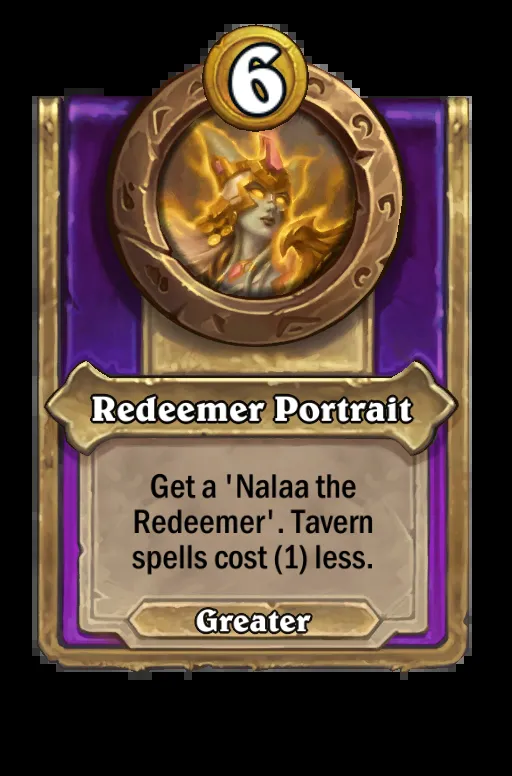 6
Redeemer Portrait
Get a 'Nalaa the
Redeemer'. Tavern
spells cost (1) less.
Greater